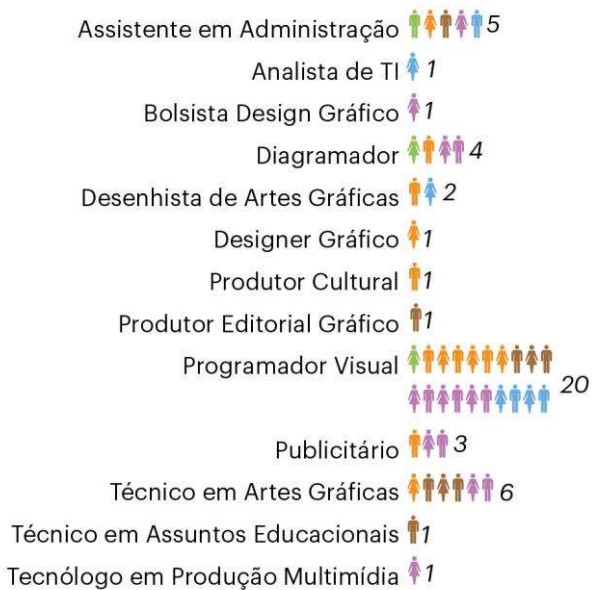 Assistente em Administração 5
Analista de TI 1
Bolsista Design Gráfico 1
Diagramador 4
Desenhista de Artes Gráficas 2
Designer Gráfico 1
Produtor Cultural 1
Produtor Editorial Gráfico 1
Programador Visual
20
Publicitário 3
Técnico em Artes Gráficas 6
Técnico em Assuntos Educacionais 1
Tecnólogo em Produção Multimídia 1